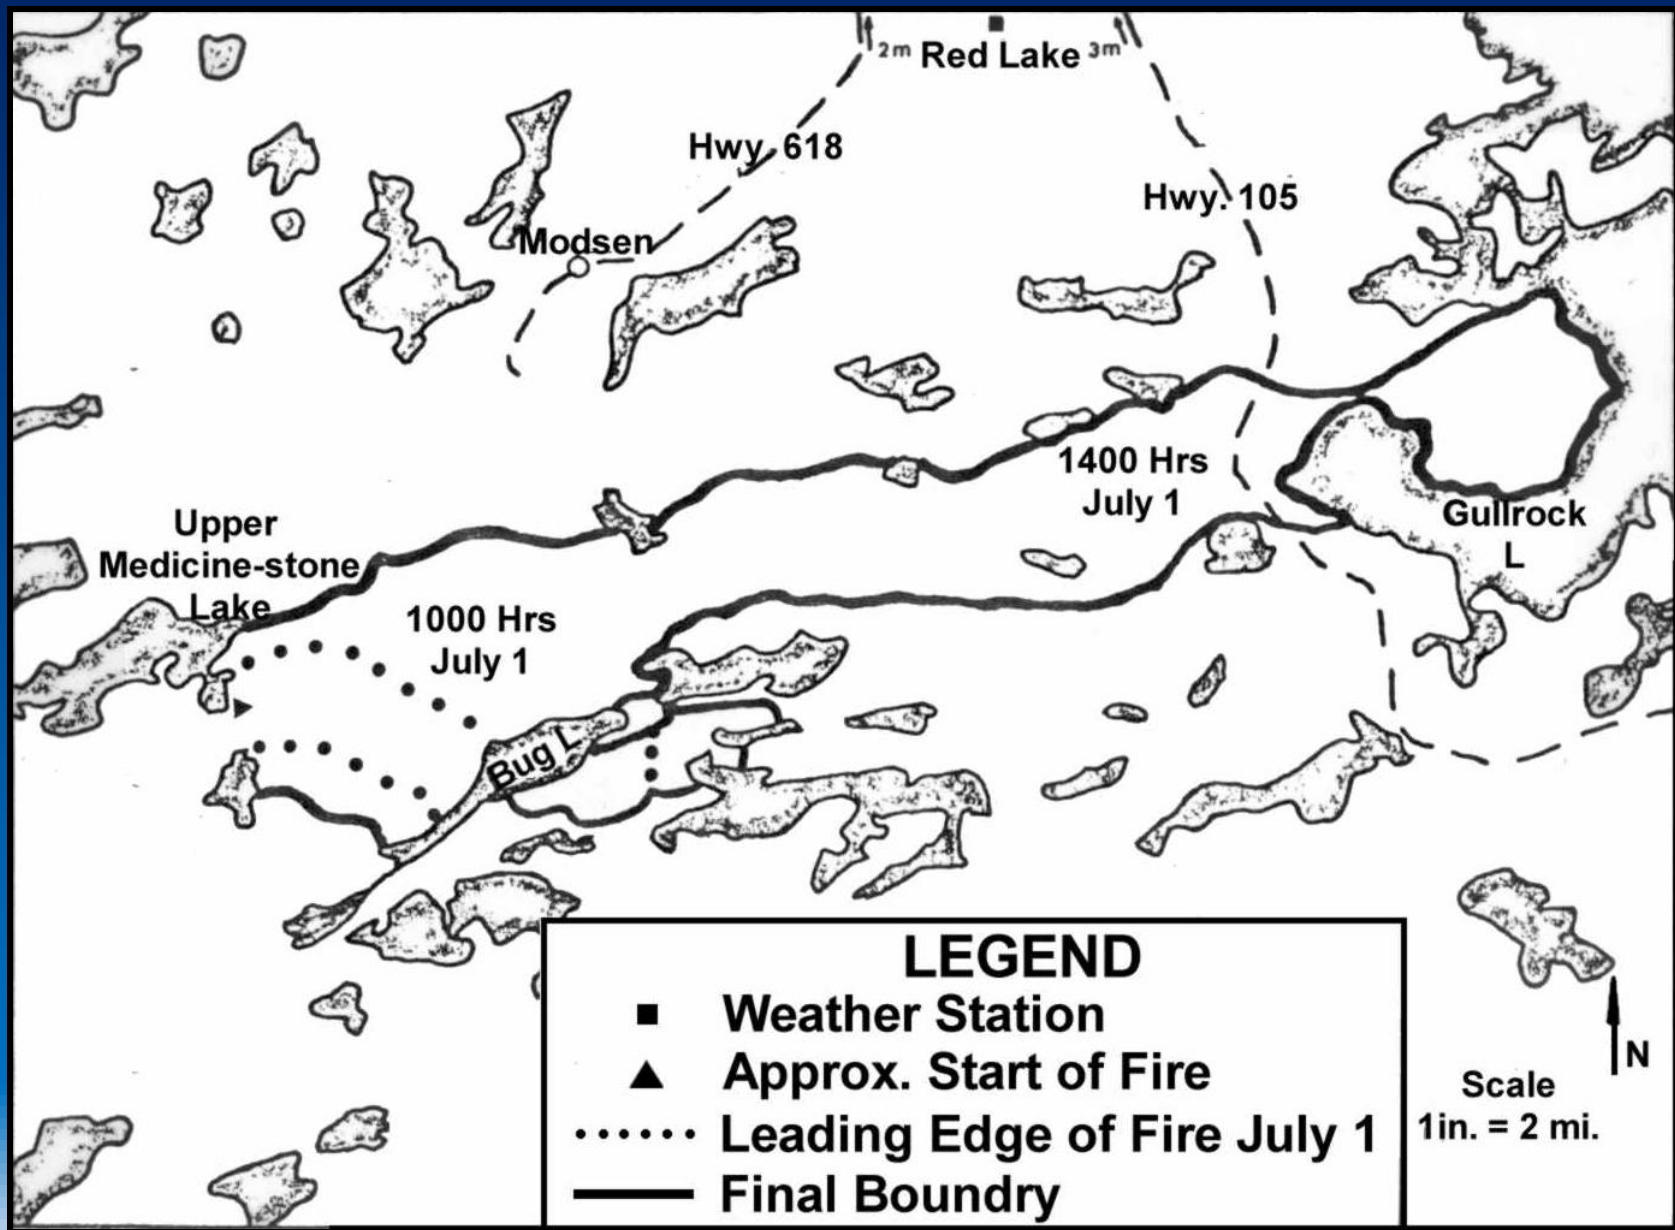 2m Red Lake 3m
Hwy. 618
Hwy. 105
Modsen
1400 Hrs
July 1
Gullrock
L
Upper
Medicine-stone
Lake
1000 Hrs
July 1
Bug L
LEGEND
Weather Station
Approx. Start of Fire
Leading Edge of Fire July 1
Final Boundry
N
Scale
1in. = 2 mi.